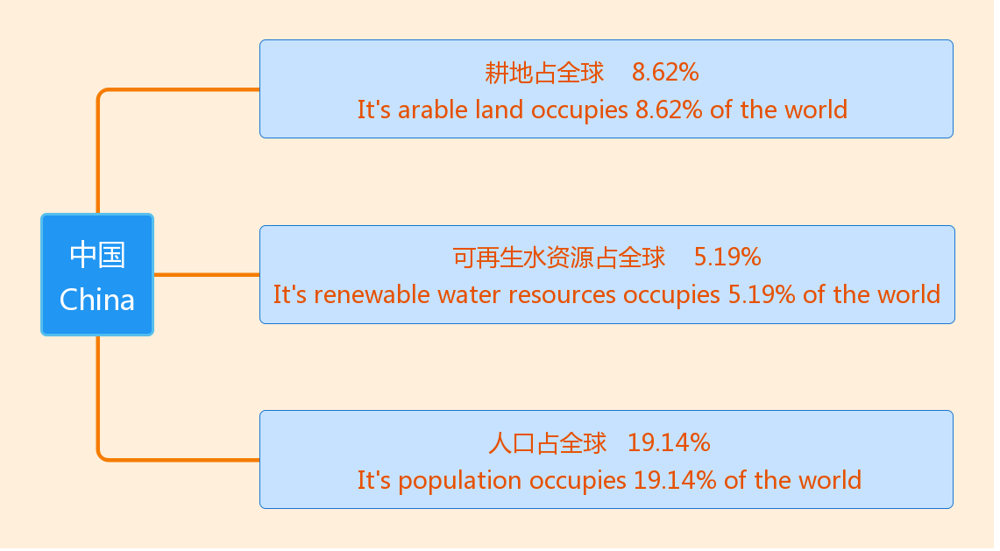 耕地占全球 8.62%
It's arable land occupies 8.62% of the world
中国
China
可再生水资源占全球 5.19%
It's renewable water resources occupies 5.19% of the world
人口占全球 19.14%
It's population occupies 19.14% of the world